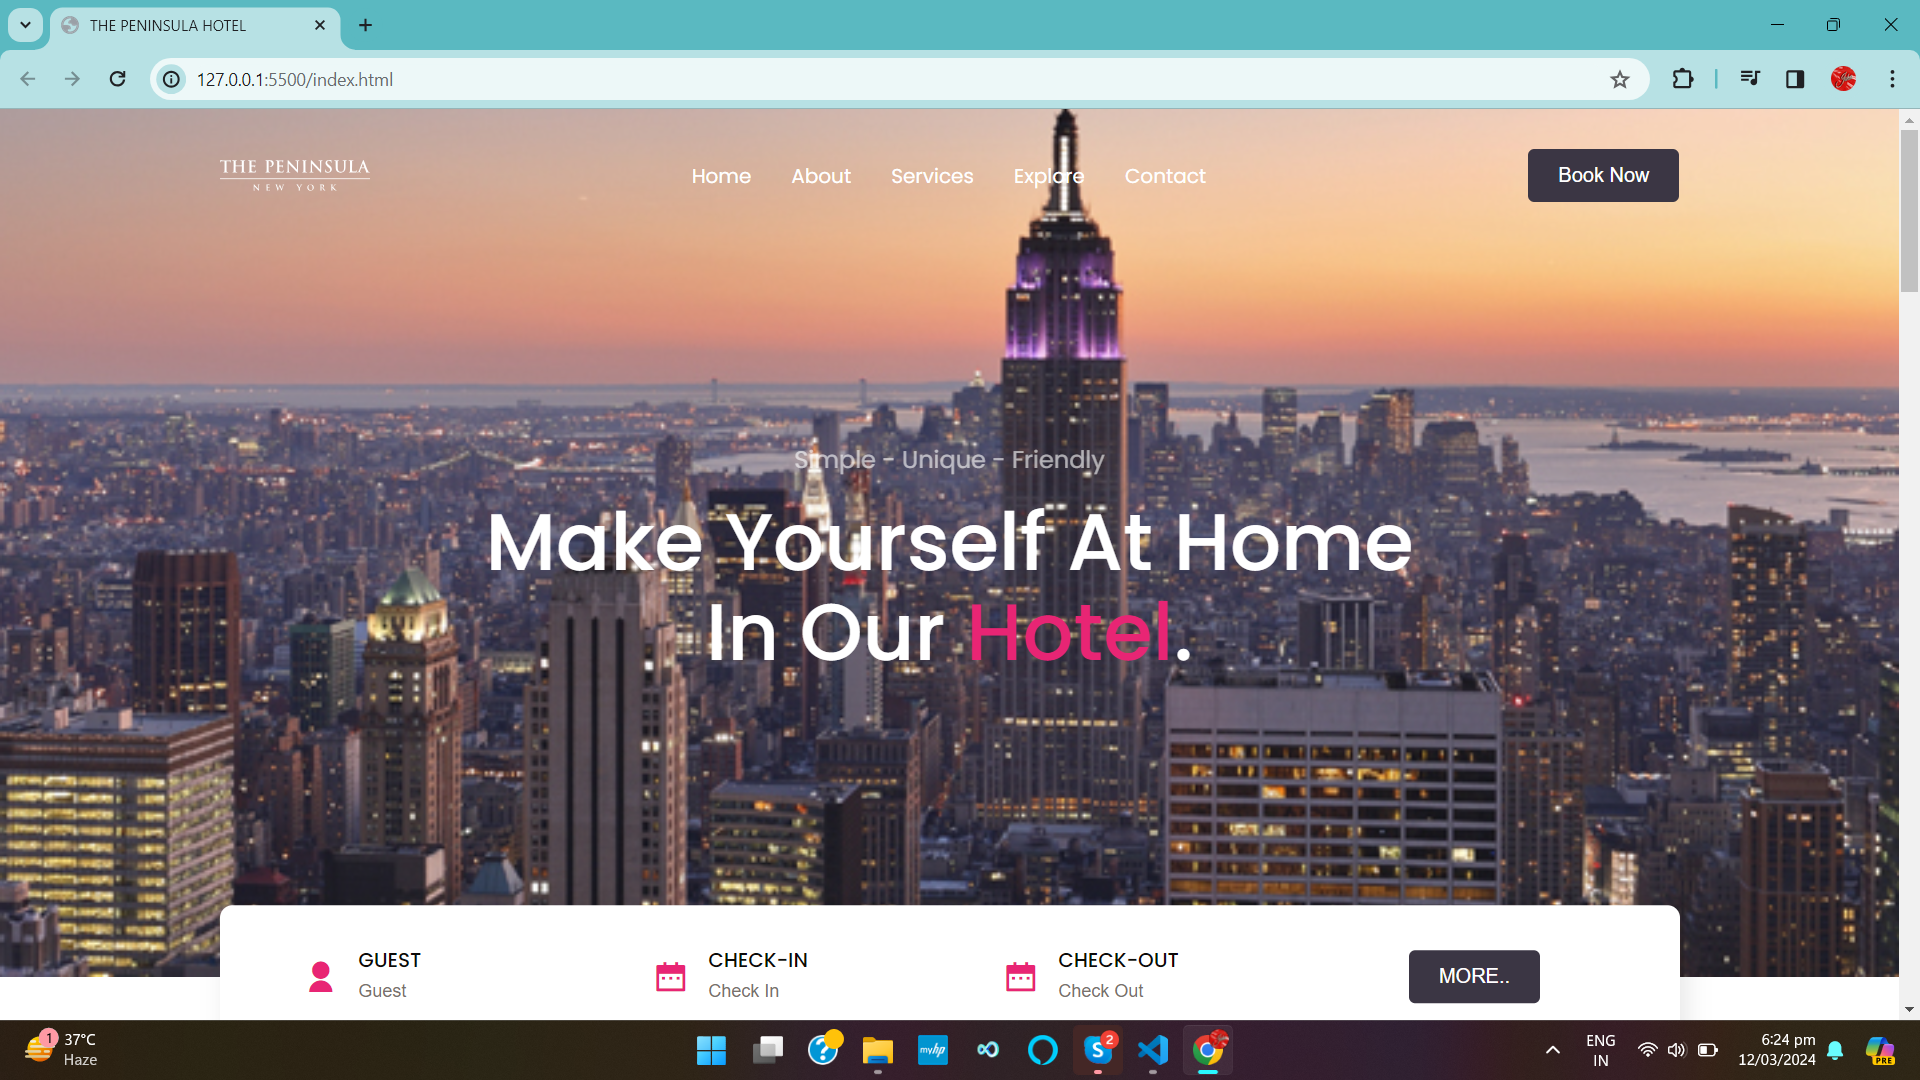 THE PENINSULA HOTEL
127.0.0.1:5500/index.html
THE PENINSULA
NEW YORK
Home About Services Explore Contact
Book Now
Simple - Unique - Friendly
Make Yourself At Home
In Our Hotel.
GUEST
Guest
CHECK-IN
Check In
CHECK-OUT
Check Out
MORE..
1
37°C
Haze
myhp
2
ENG
IN
6:24 pm
12/03/2024
PRE